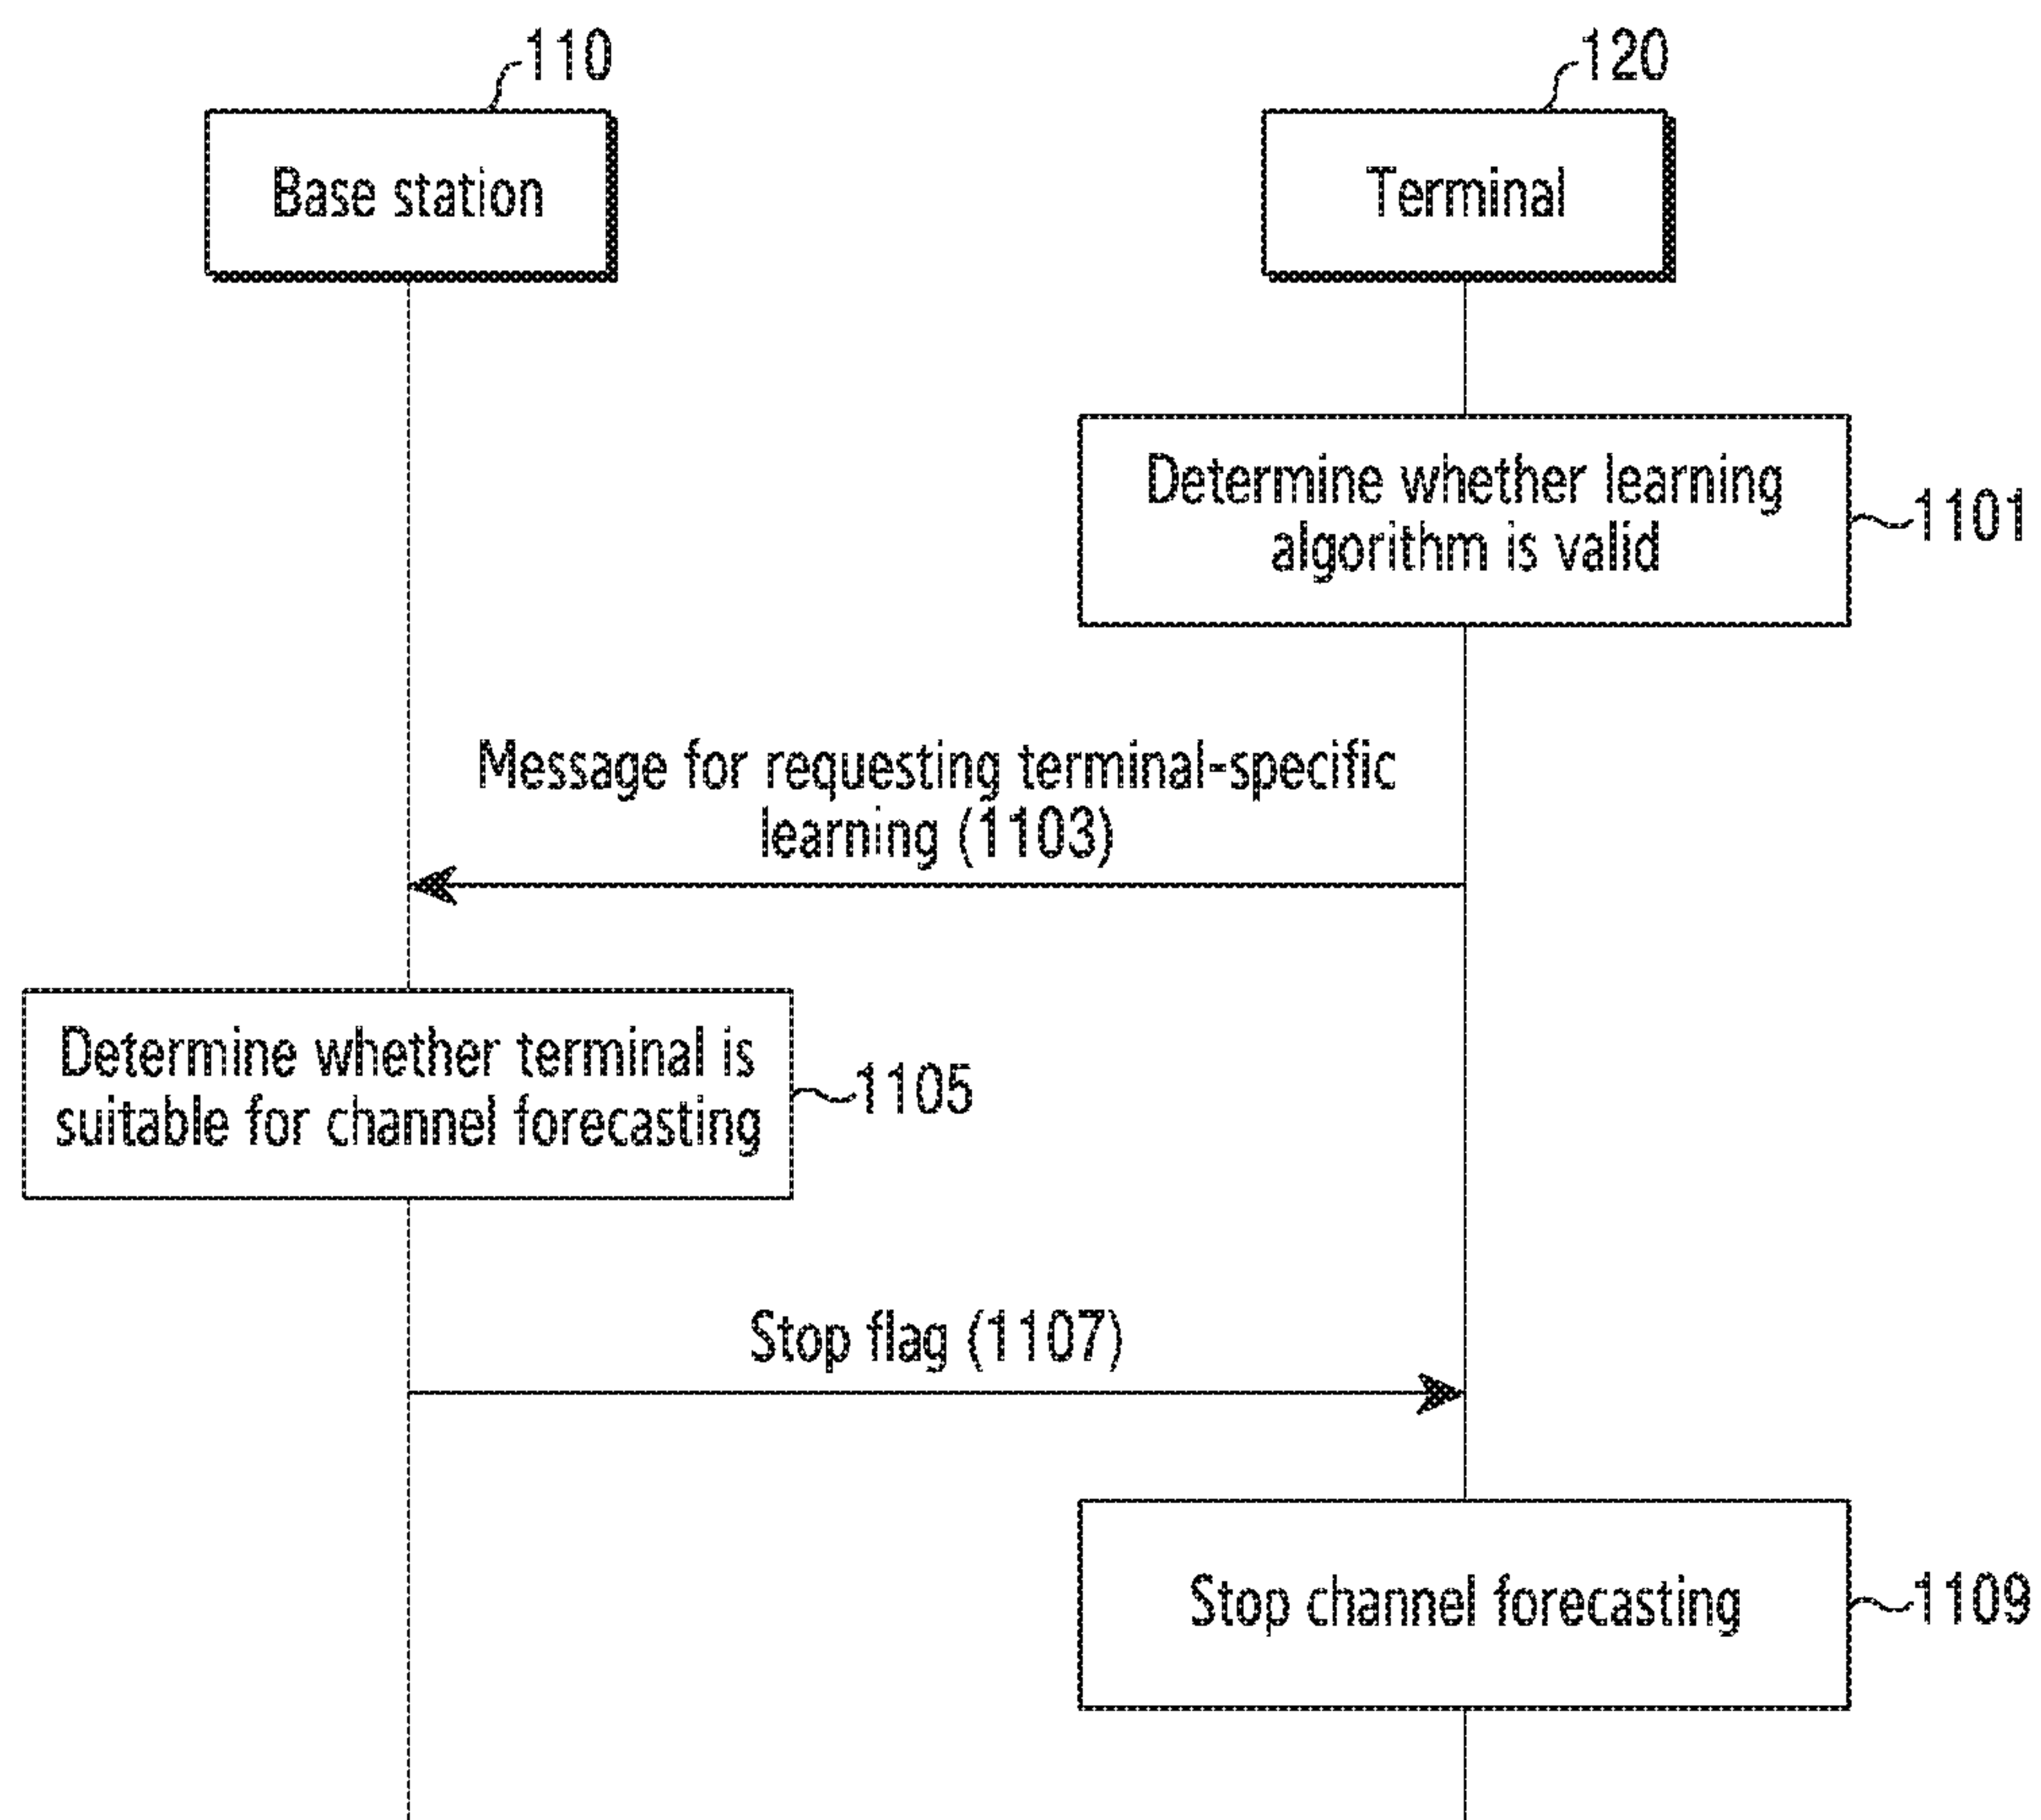 110
120
Base station
Terminal
Determine whether learning
algorithm is valid
1101
Message for requesting terminal-specific
learning (1103)
Determine whether terminal is
suitable for channel forecasting
1105
Stop flag (1107)
Stop channel forecasting
1109